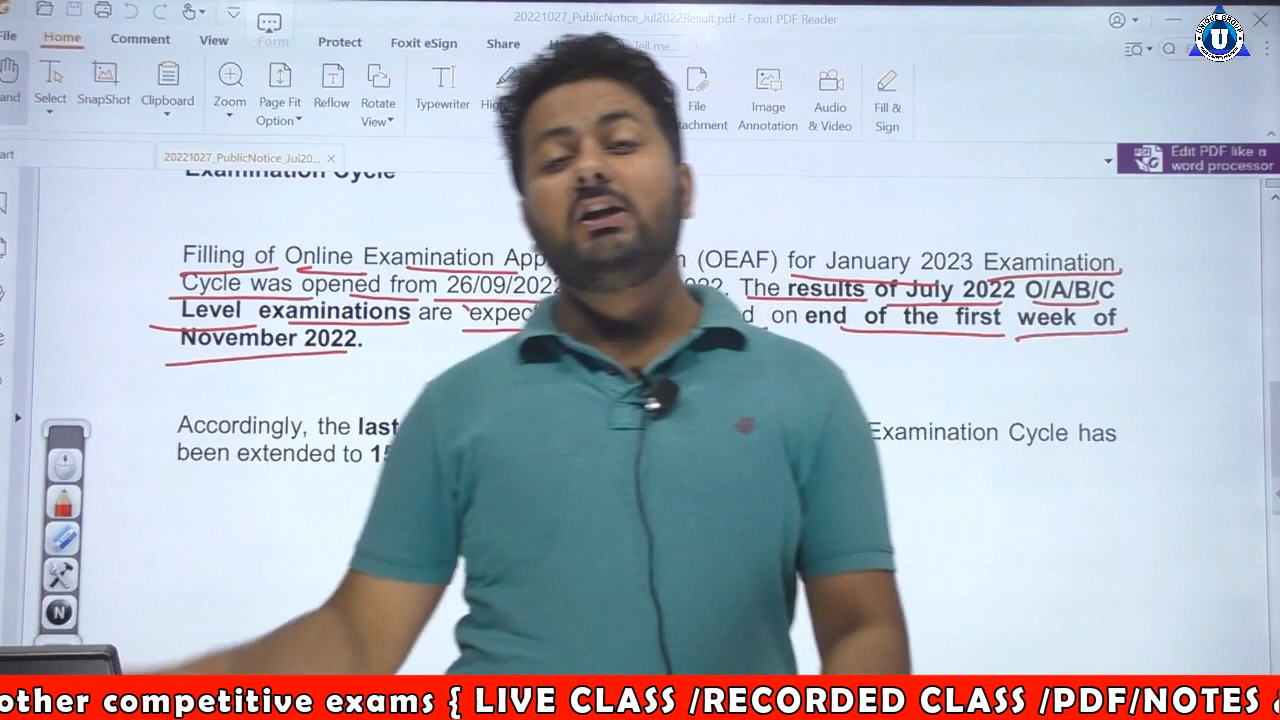 20221027_PublicNotice_Jul2022Result.pdf - Foxit PDF Reader
File Home Comment View Form Protect Foxit eSign Share Tell me...
Select SnapShot Clipboard Zoom Page Fit Option Reflow Rotate View Typewriter File Image Annotation Audio & Video Fill & Sign
20221027_PublicNotice_Jul20...
Edit PDF like a
word processor
Examination Cycle
Filling of Online Examination (OEAF) for January 2023 Examination
Cycle was opened from 26/09/2022 The results of July 2022 O/A/B/C
Level examinations are on end of the first week of
November 2022.
Accordingly, the last Examination Cycle has
been extended to
N
U
other competitive exams { LIVE CLASS /RECORDED CLASS /PDF/NOTES